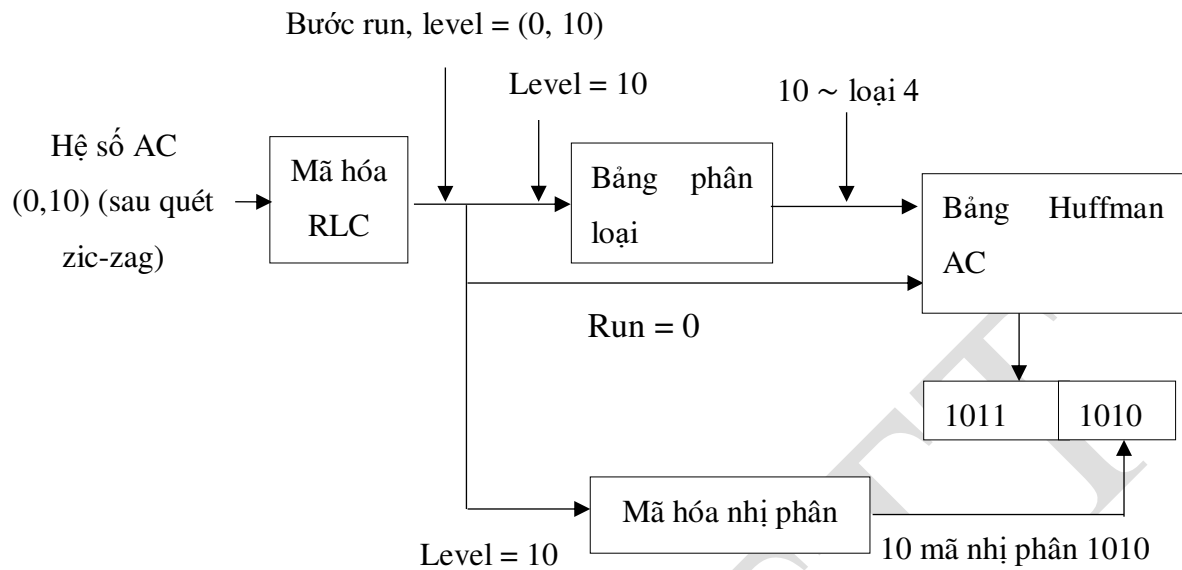 Bước run, level = (0, 10)
Level = 10
10 ~ loại 4
Hệ số AC
(0,10) (sau quét
zic-zag)
Mã hóa
RLC
Bảng phân
loại
Bảng Huffman
AC
Run = 0
1011
1010
Mã hóa nhị phân
Level = 10
10 mã nhị phân 1010